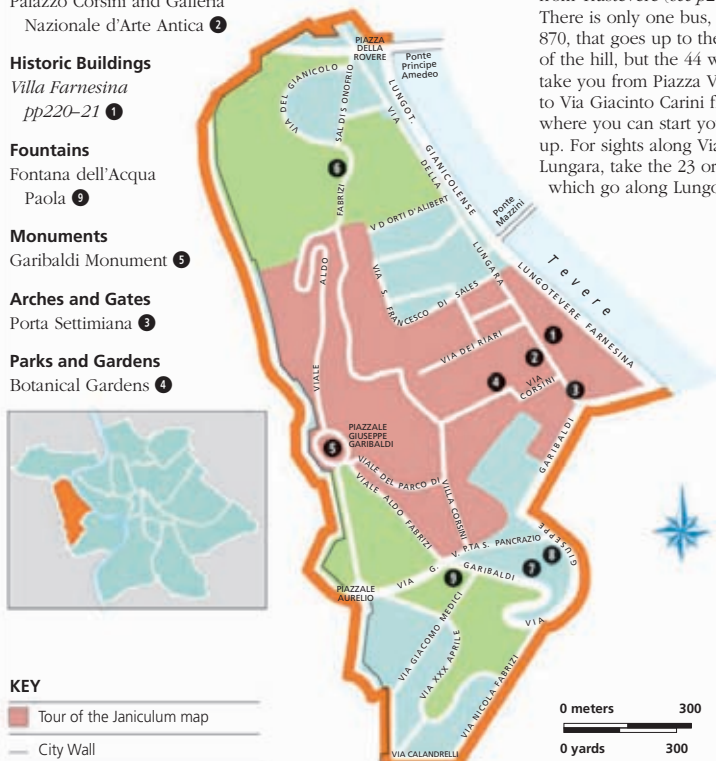 Palazzo Corsini and Galleria
Nazionale d'Arte Antica 2
Historic Buildings
Villa Farnesina
pp220–21 1
Fountains
Fontana dell'Acqua
Paola 9
Monuments
Garibaldi Monument 5
Arches and Gates
Porta Settimiana 3
Parks and Gardens
Botanical Gardens 4
There is only one bus,
870, that goes up to the
of the hill, but the 44 w
take you from Piazza V
to Via Giacinto Carini f
where you can start yo
up. For sights along Via
Lungara, take the 23 or
which go along Lungo
PIAZZA
DELLA
ROVERE
Ponte
Principe
Amedeo
VIA DEL GIANICOLO
SAL DI S ONOFRIO
LUNGOT.
GIANICOLENSE
VIA
DELLA
LUNGARA
6
FABRIZI
V D ORTI D'ALIBERT
Ponte
Mazzini
Tevere
LUNGOTEVERE FARNESINA
ALDO
VIALE
VIA S FRANCESCO DI SALES
VIA DEI RIARI
1
2
4
VIA
CORSINI
3
GARIBALDI
PIAZZALE
GIUSEPPE
GARIBALDI
5
VIALE DEL PARCO DI
VILLA CORSINI
VIALE ALDO FABRIZI
V. P.TA S. PANCRAZIO
GIUSEPPE
8
7
VIA G. GARIBALDI
9
PIAZZALE
AURELIO
VIA
VIA GIACOMO MEDICI
VIA XXX APRILE
VIA NICOLA FABRIZI
VIA CALANDRELLI
KEY
Tour of the Janiculum map
City Wall
0 meters 300
0 yards 300